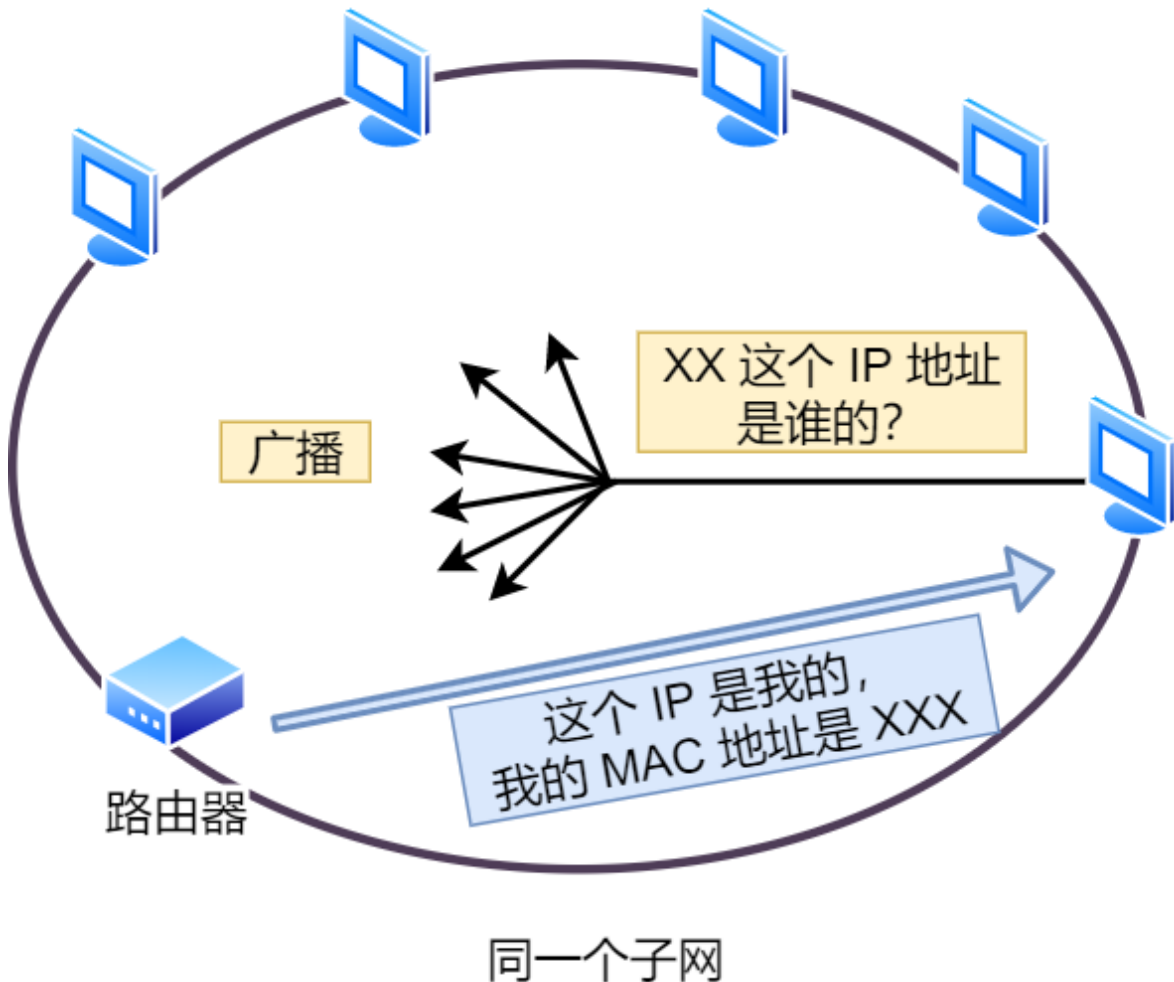 XX 这个 IP 地址
是谁的？
广播
这个 IP 是我的，
我的 MAC 地址是 XXX
路由器
同一个子网